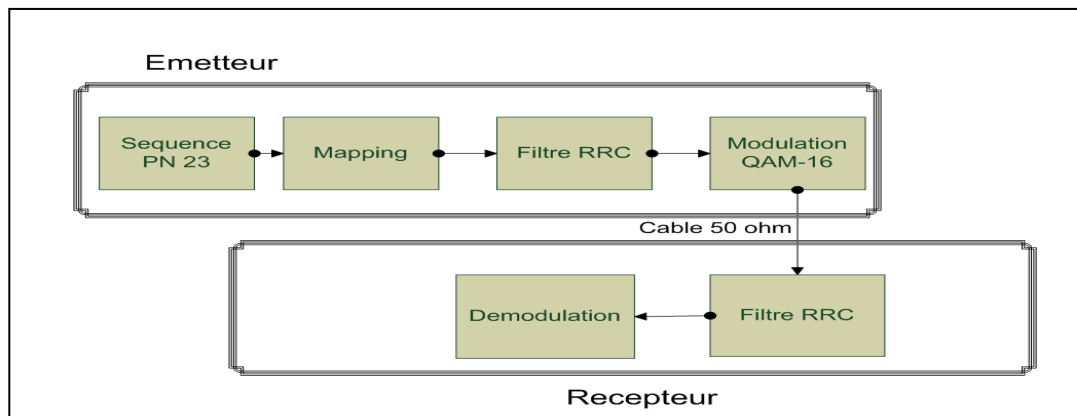 Emetteur
Sequence
PN 23
Mapping
Filtre RRC
Modulation
QAM-16
Cable 50 ohm
Demodulation
Filtre RRC
Recepteur